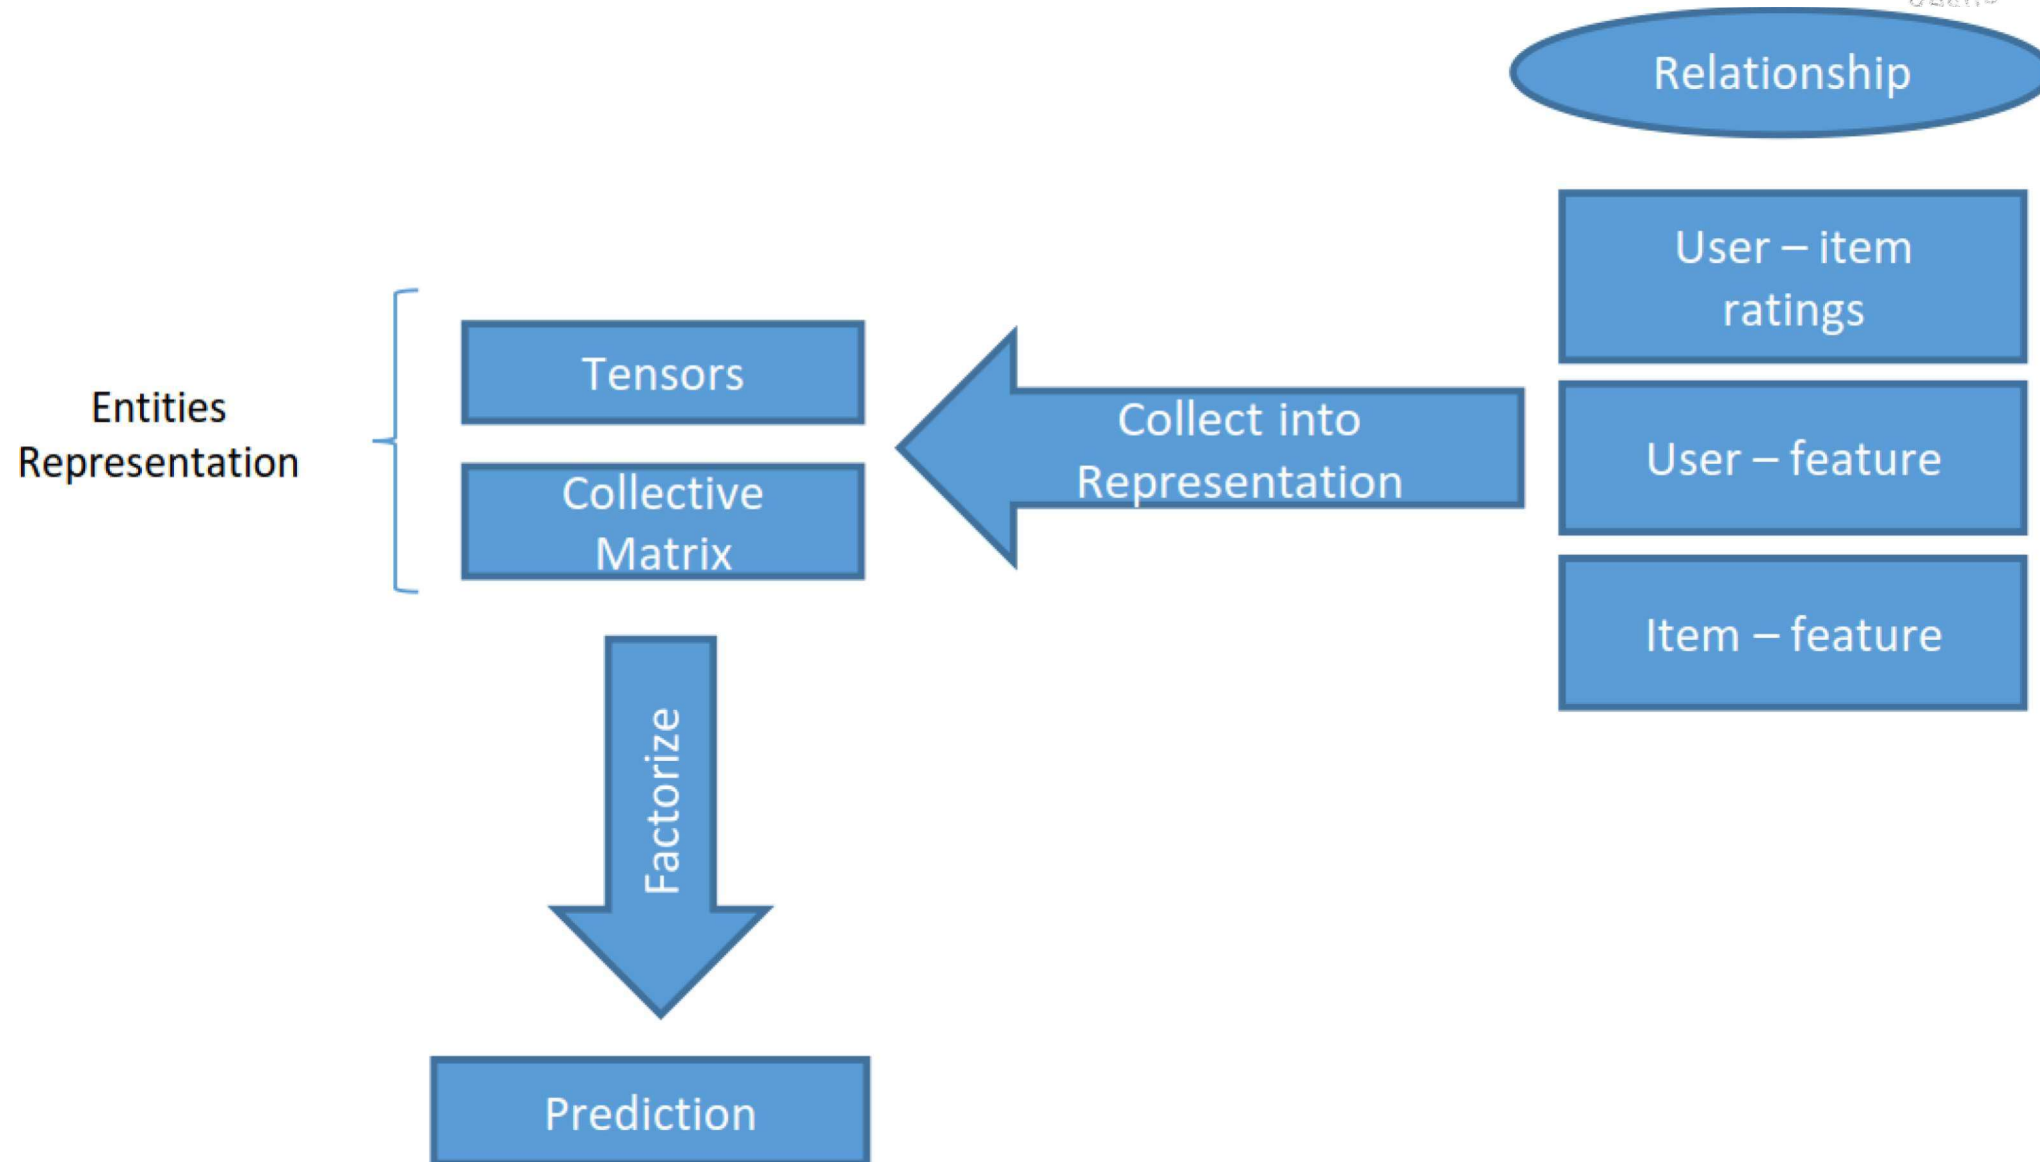 Relationship
User – item
ratings
User – feature
Item – feature
Collect into
Representation
Entities
Representation
Tensors
Collective
Matrix
Factorize
Prediction